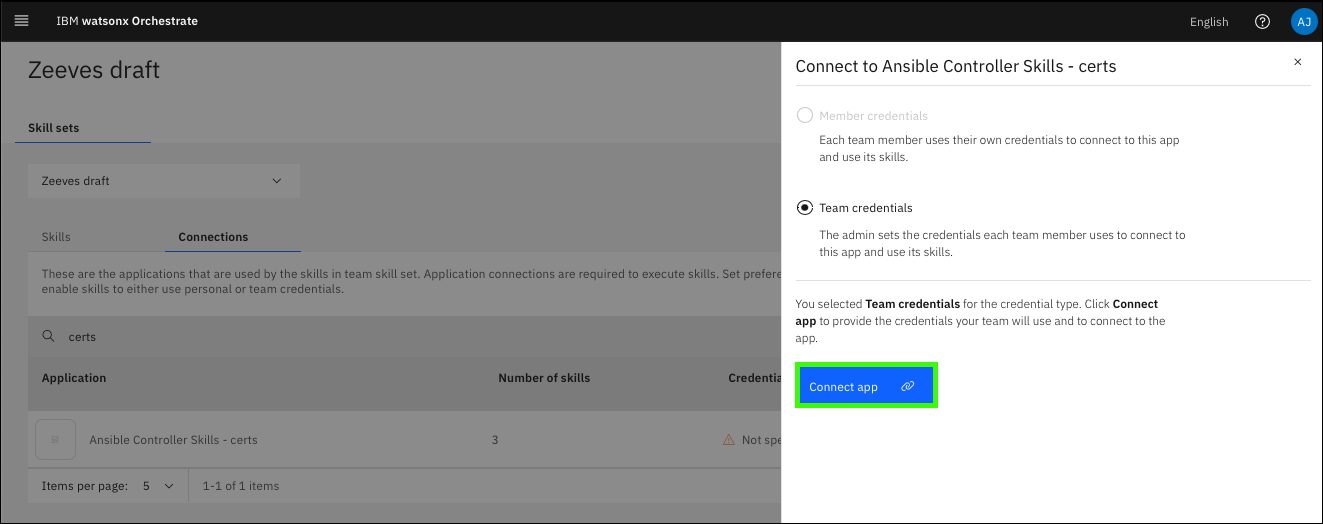 IBM watsonx Orchestrate
English
AJ
Zeeves draft
Skill sets
Zeeves draft
Skills
Connections
These are the applications that are used by the skills in team skill set. Application connections are required to execute skills. Set prefere
enable skills to either use personal or team credentials.
certs
Application
Number of skills
Credentia
Ansible Controller Skills - certs
3
Not spe
Items per page:
5
1-1 of 1 items
Connect to Ansible Controller Skills - certs
Member credentials
Each team member uses their own credentials to connect to this app
and use its skills.
Team credentials
The admin sets the credentials each team member uses to connect to
this app and use its skills.
You selected Team credentials for the credential type. Click Connect
app to provide the credentials your team will use and to connect to the
app.
Connect app